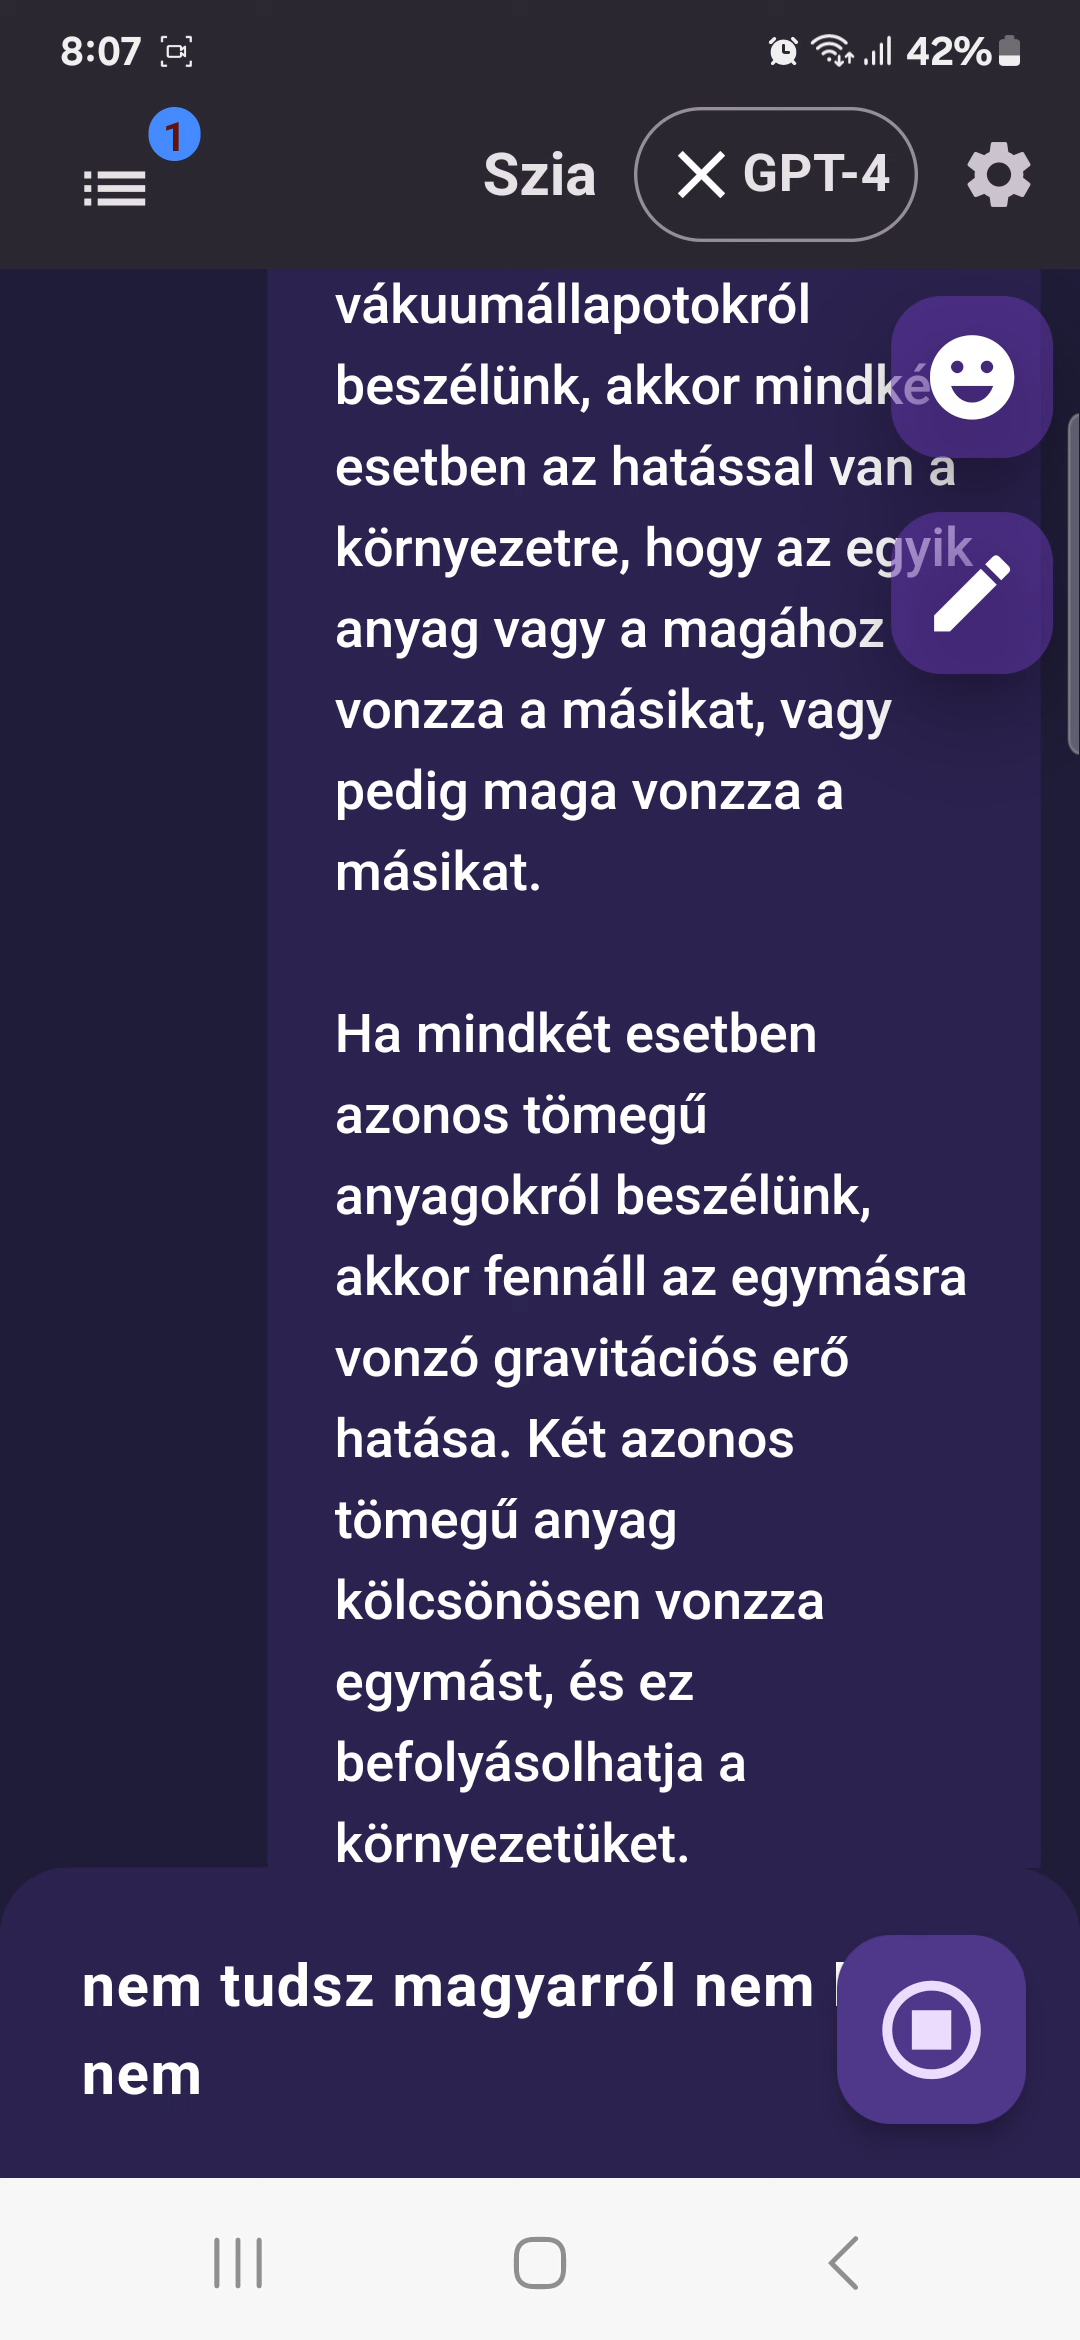 8:07
42%
1
Szia
GPT-4
vákuumállapotokról
beszélünk, akkor mindké
esetben az hatással van a
környezetre, hogy az egyik
anyag vagy a magához
vonzza a másikat, vagy
pedig maga vonzza a
másikat.
Ha mindkét esetben
azonos tömegű
anyagokról beszélünk,
akkor fennáll az egymásra
vonzó gravitációs erő
hatása. Két azonos
tömegű anyag
kölcsönösen vonzza
egymást, és ez
befolyásolhatja a
környezetüket.
nem tudsz magyarról nem
nem